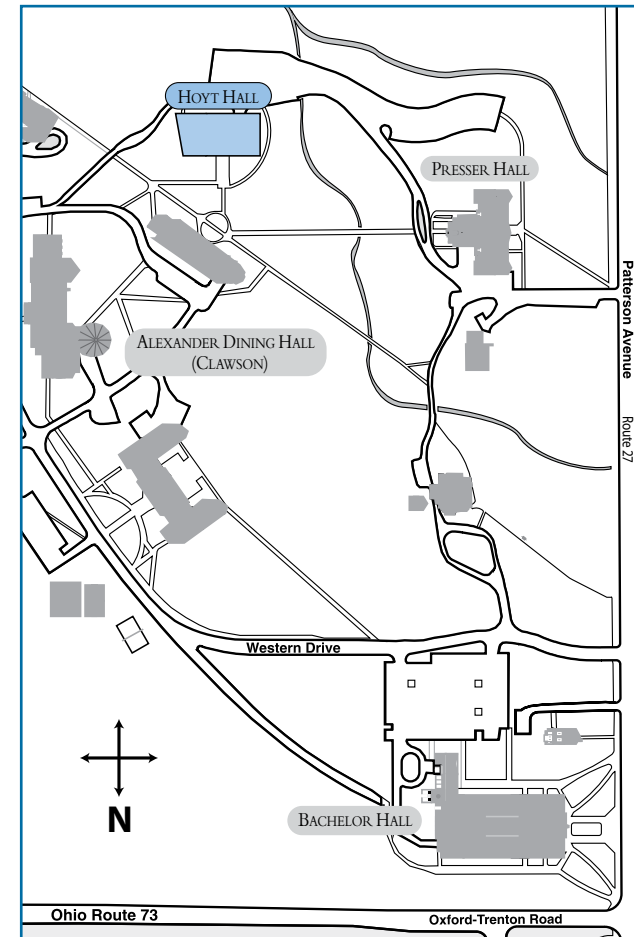 HOYT HALL
PRESSER HALL
Patterson Avenue
Route 27
ALEXANDER DINING HALL
(CLAWSON)
Western Drive
N
BACHELOR HALL
Ohio Route 73
Oxford-Trenton Road